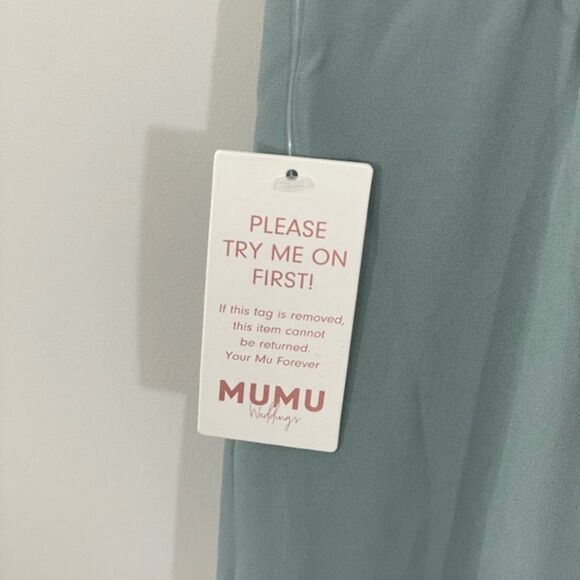 PLEASE
TRY ME ON
FIRST!
If this tag is removed,
this item cannot
be returned.
Your Mu Forever
MUMU
Weddings